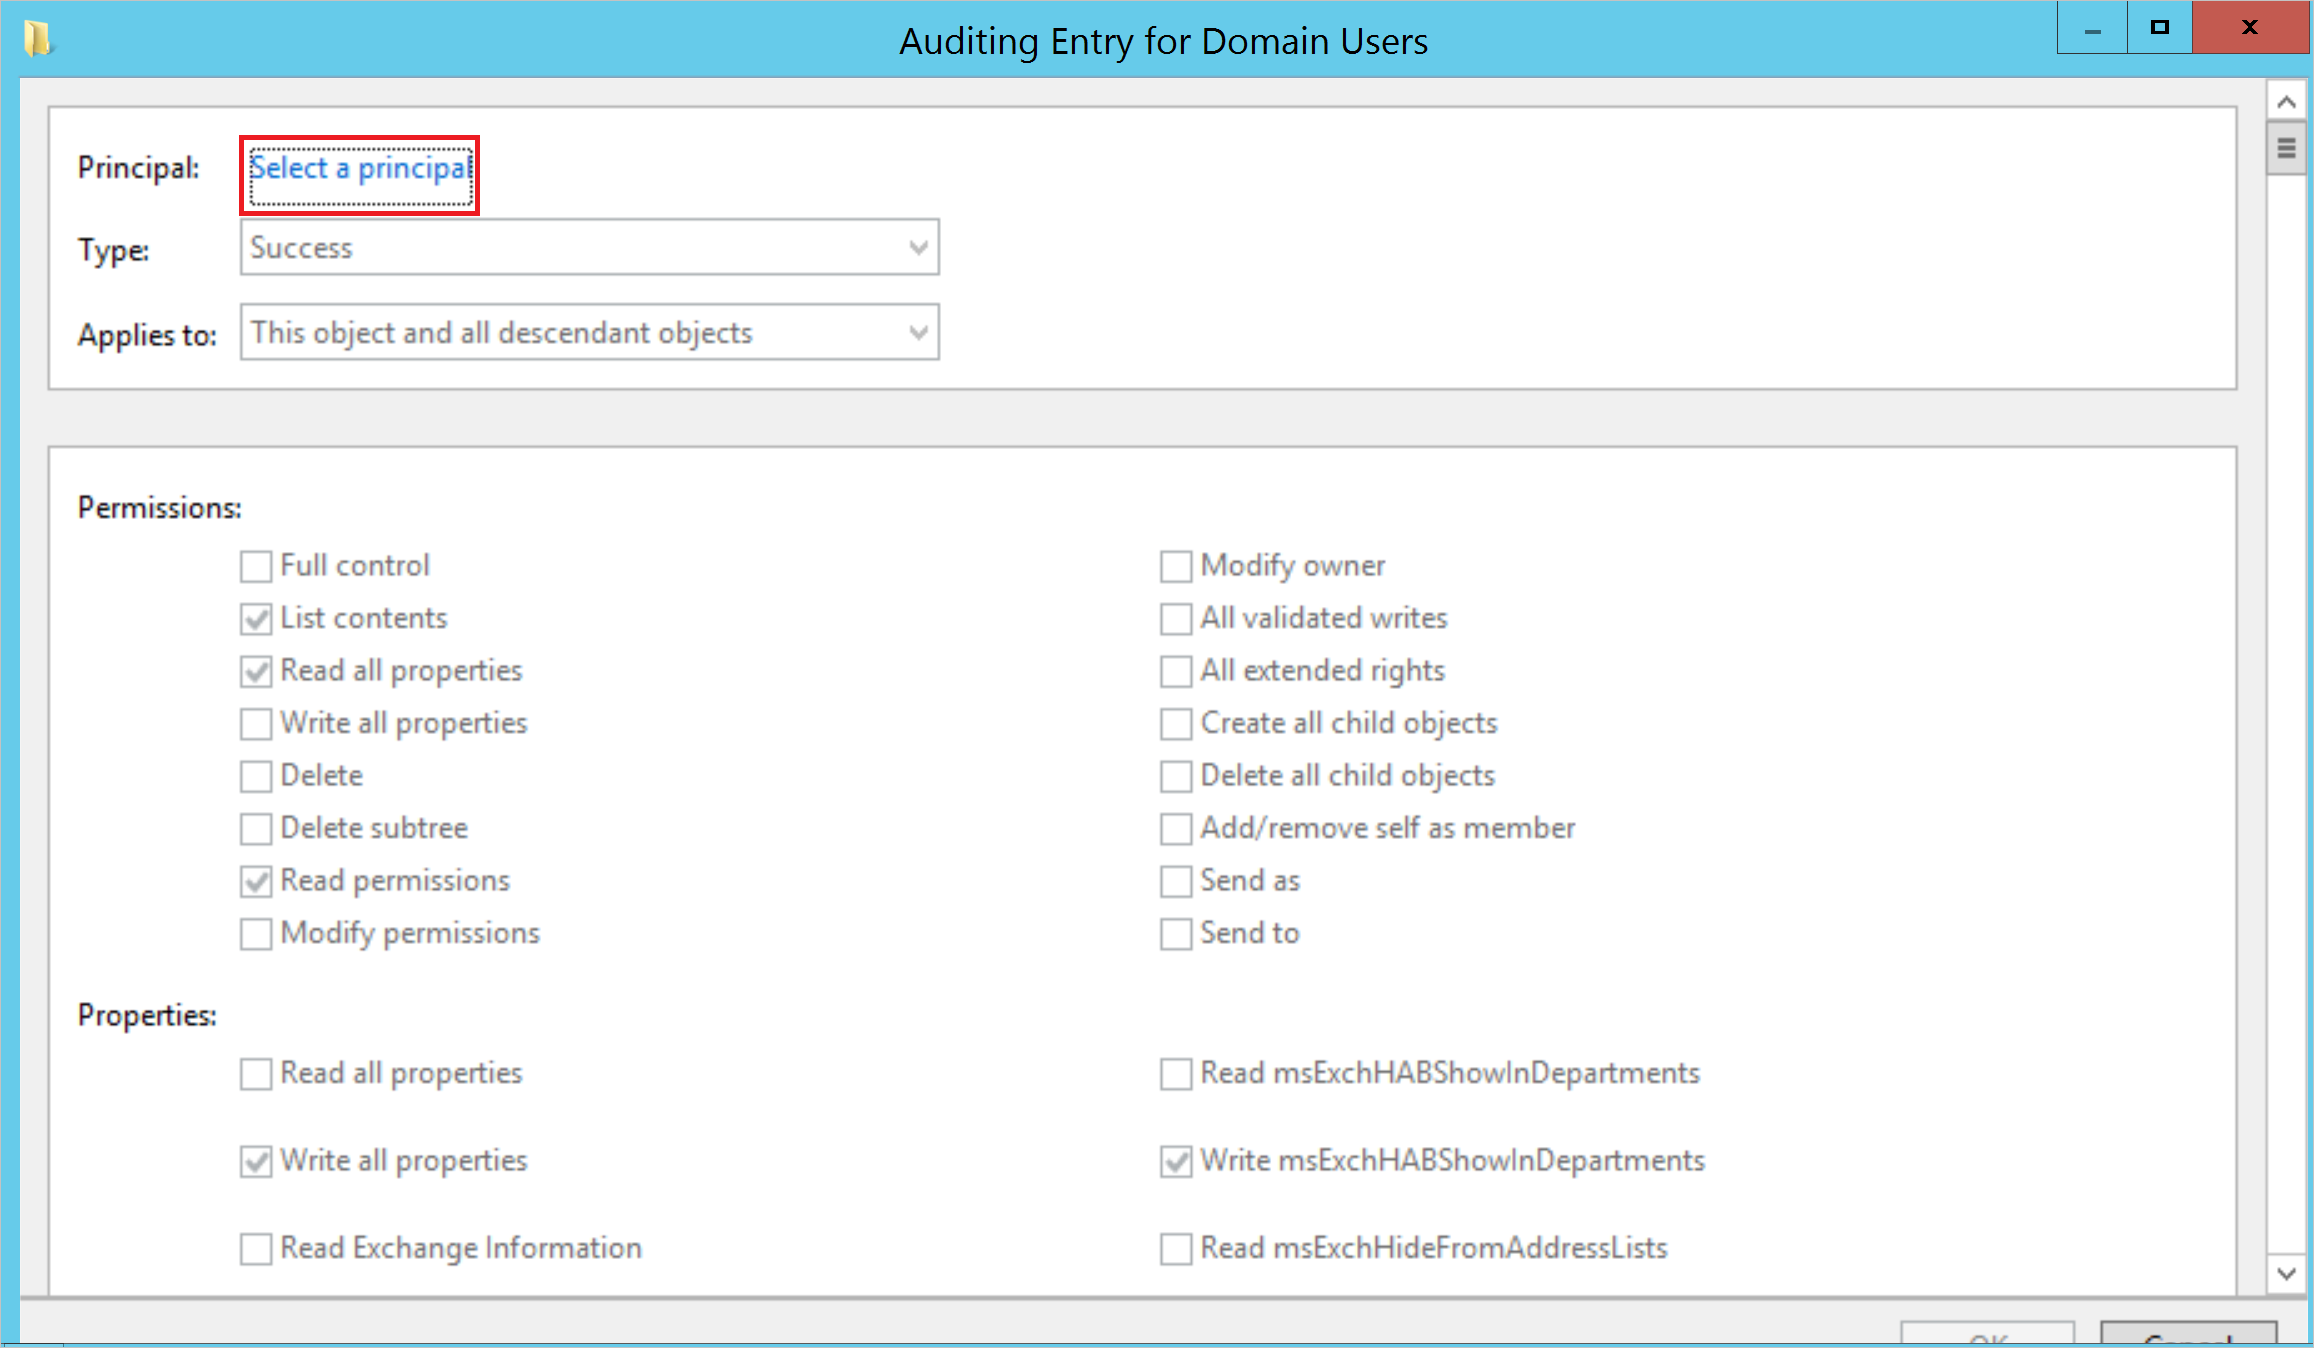 Auditing Entry for Domain Users
Principal: Select a principal
Type: Success
Applies to: This object and all descendant objects
Permissions:
Full control Modify owner
List contents All validated writes
Read all properties All extended rights
Write all properties Create all child objects
Delete Delete all child objects
Delete subtree Add/remove self as member
Read permissions Send as
Modify permissions Send to
Properties:
Read all properties Read msExchHABShowInDepartments
Write all properties Write msExchHABShowInDepartments
Read Exchange Information Read msExchHideFromAddressLists
OK Cancel